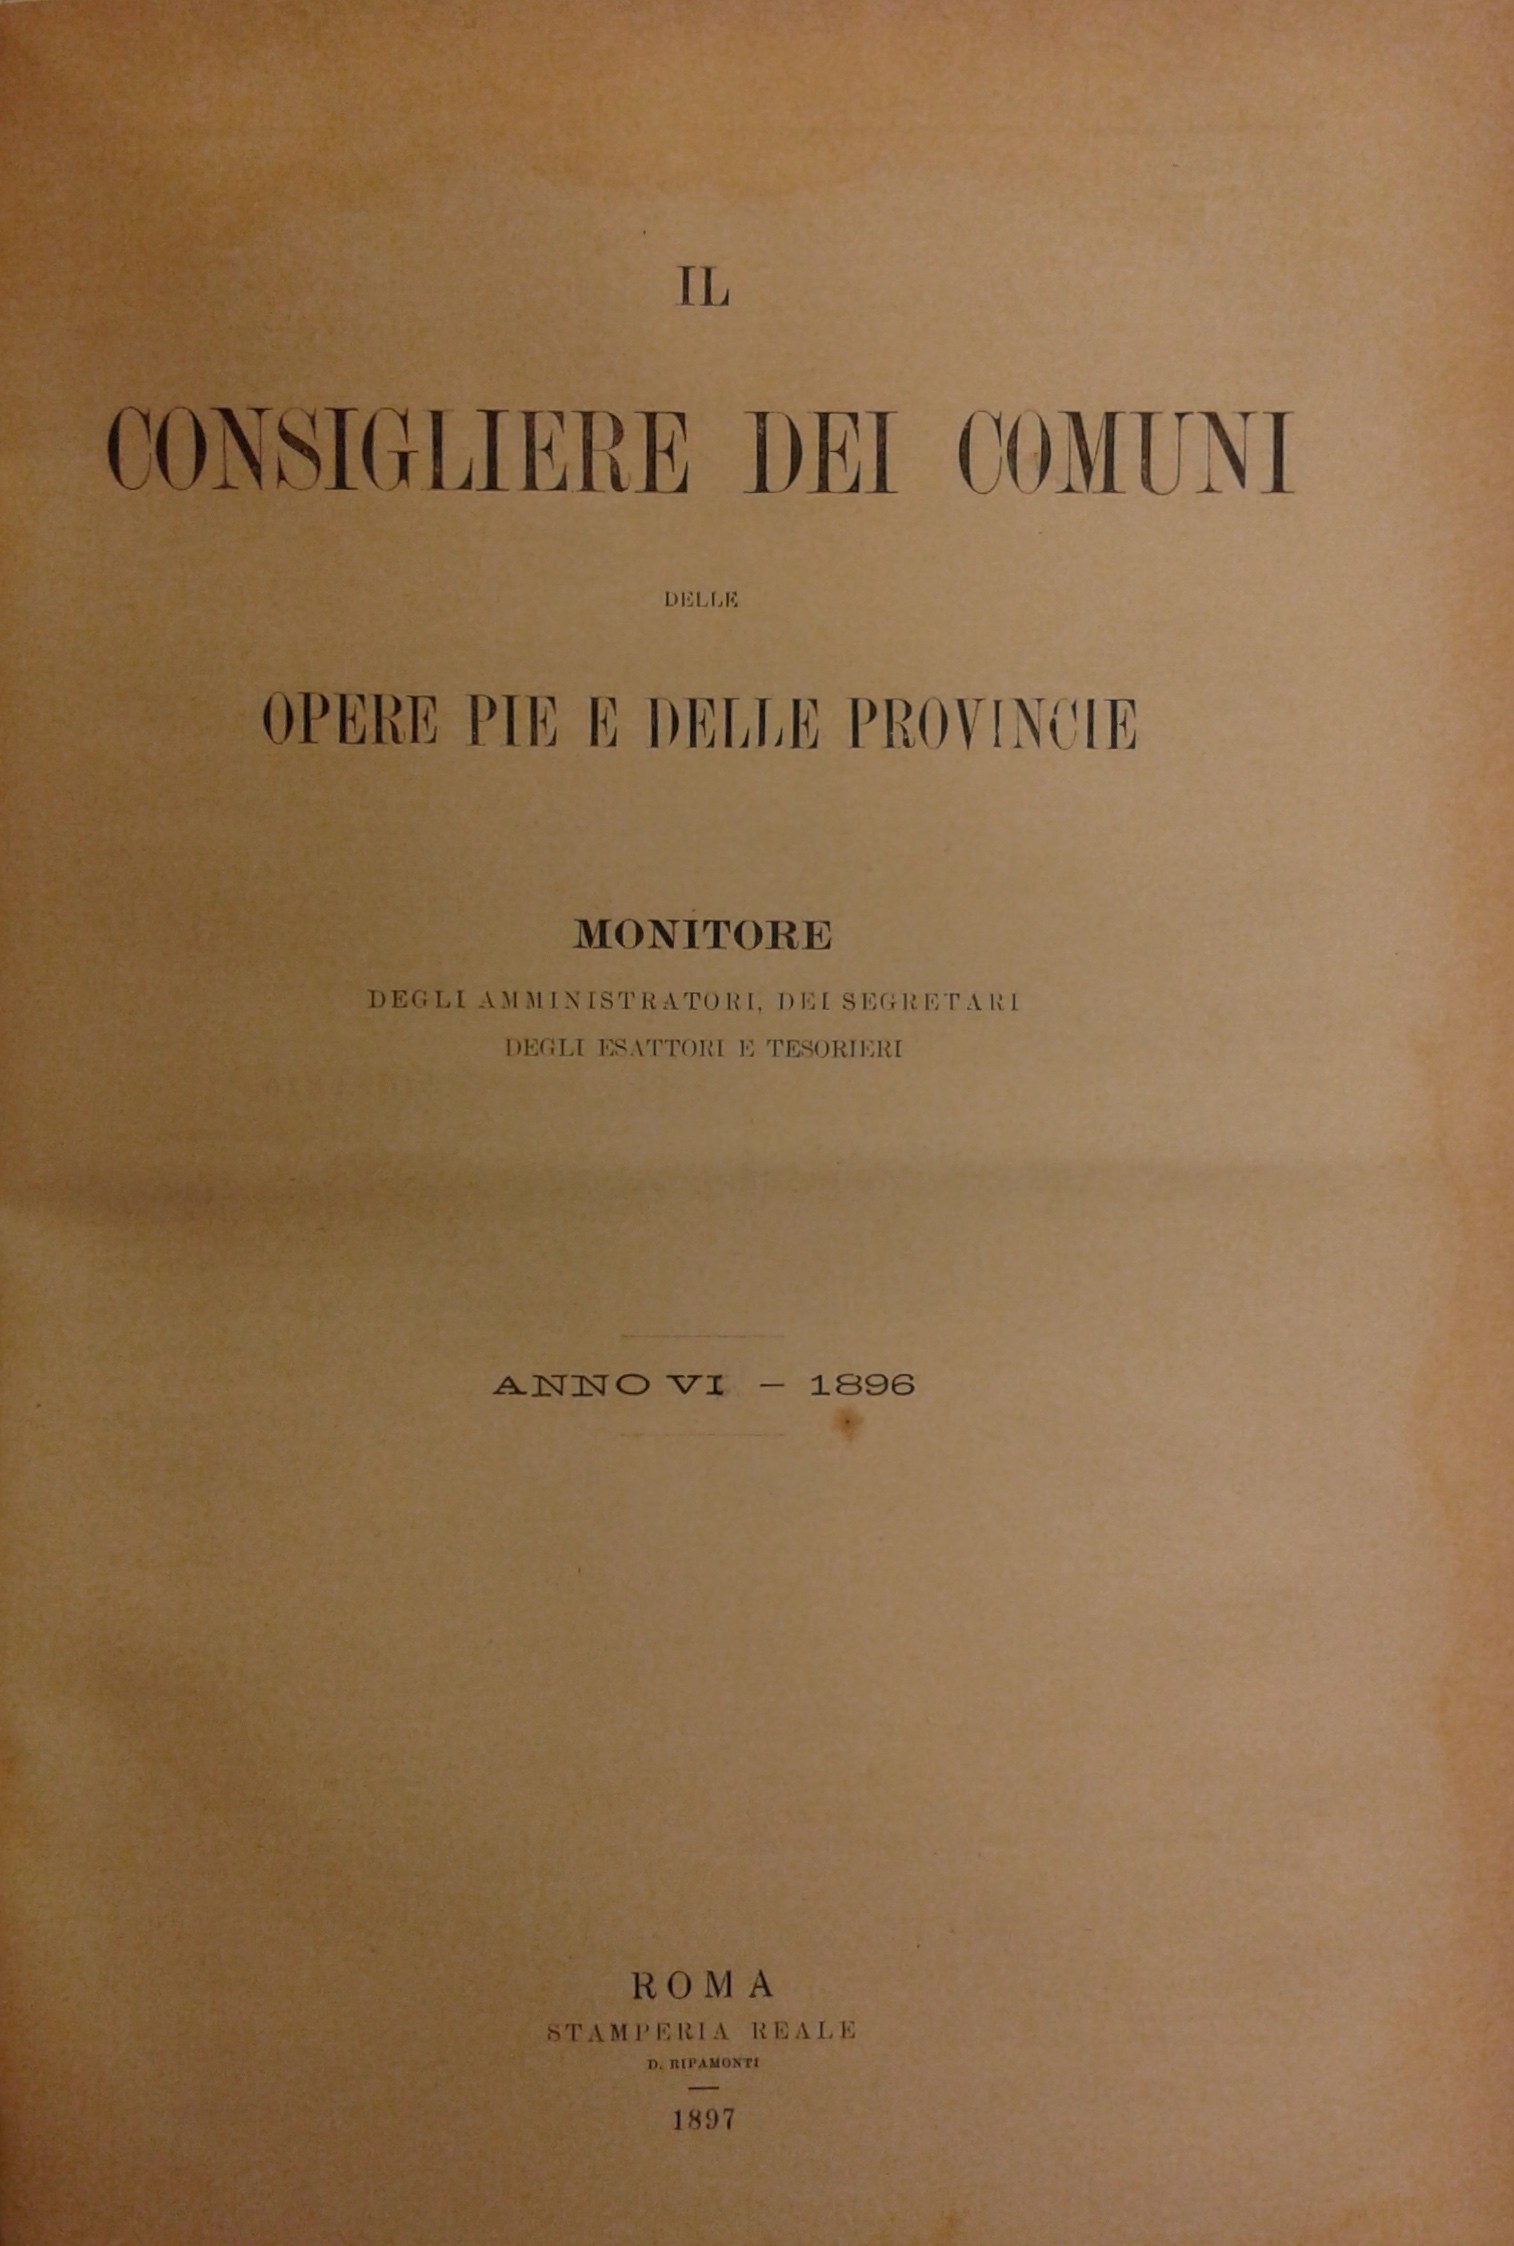 IL
CONSIGLIERE DEI COMUNI
DELLE
OPERE PIE E DELLE PROVINCIE
MONITORE
DEGLI AMMINISTRATORI, DEI SEGRETARI
DEGLI ESATTORI E TESORIERI
ANNO VI – 1896
ROMA
STAMPERIA REALE
D. RIPAMONTI
1897